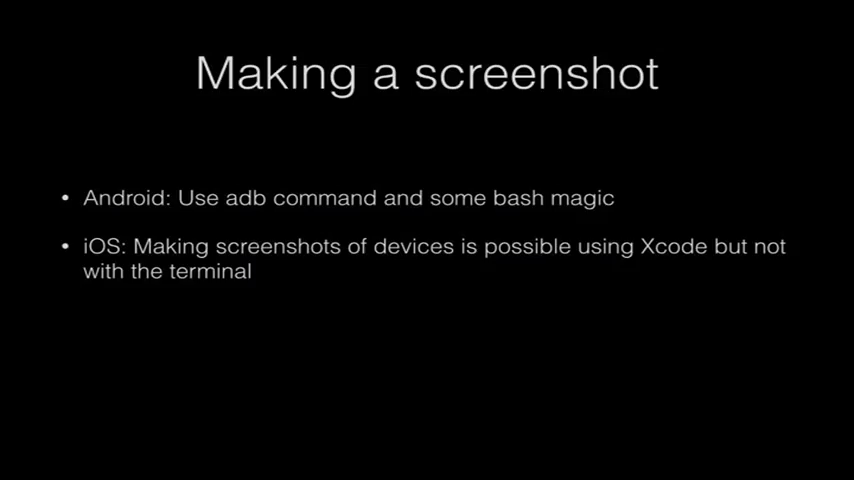 Making a screenshot
• Android: Use adb command and some bash magic
• iOS: Making screenshots of devices is possible using Xcode but not
with the terminal